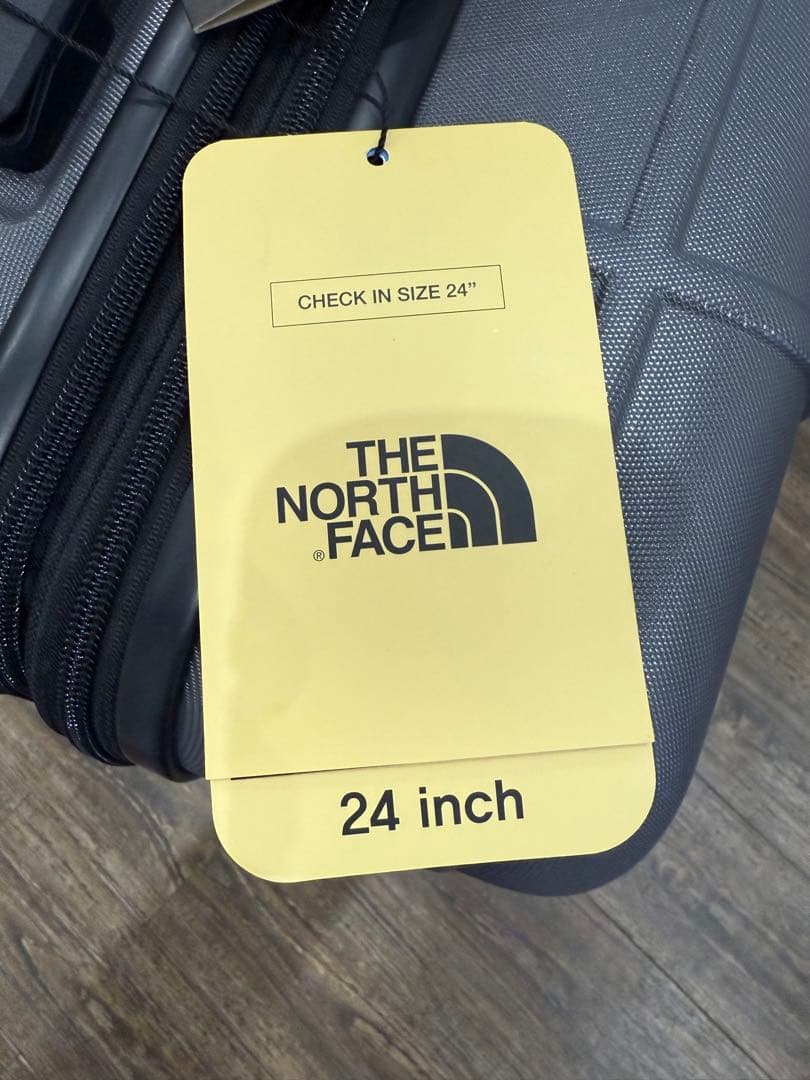 CHECK IN SIZE 24”
THE
NORTH
® FACE
24 inch